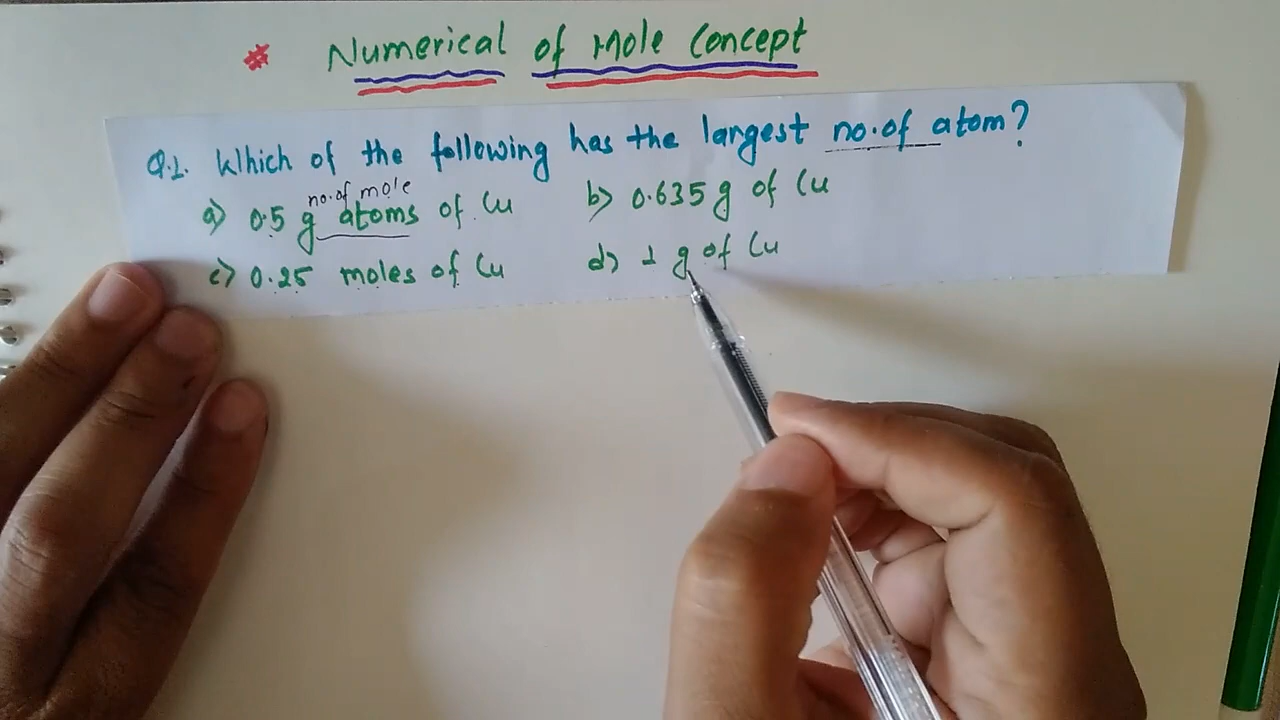 * Numerical of Mole Concept
Q.1. Which of the following has the largest no.of atom?
no.of mole
a) 0.5 g atoms of Cu b) 0.635 g of Cu
c) 0.25 moles of Cu d) 1 g of Cu